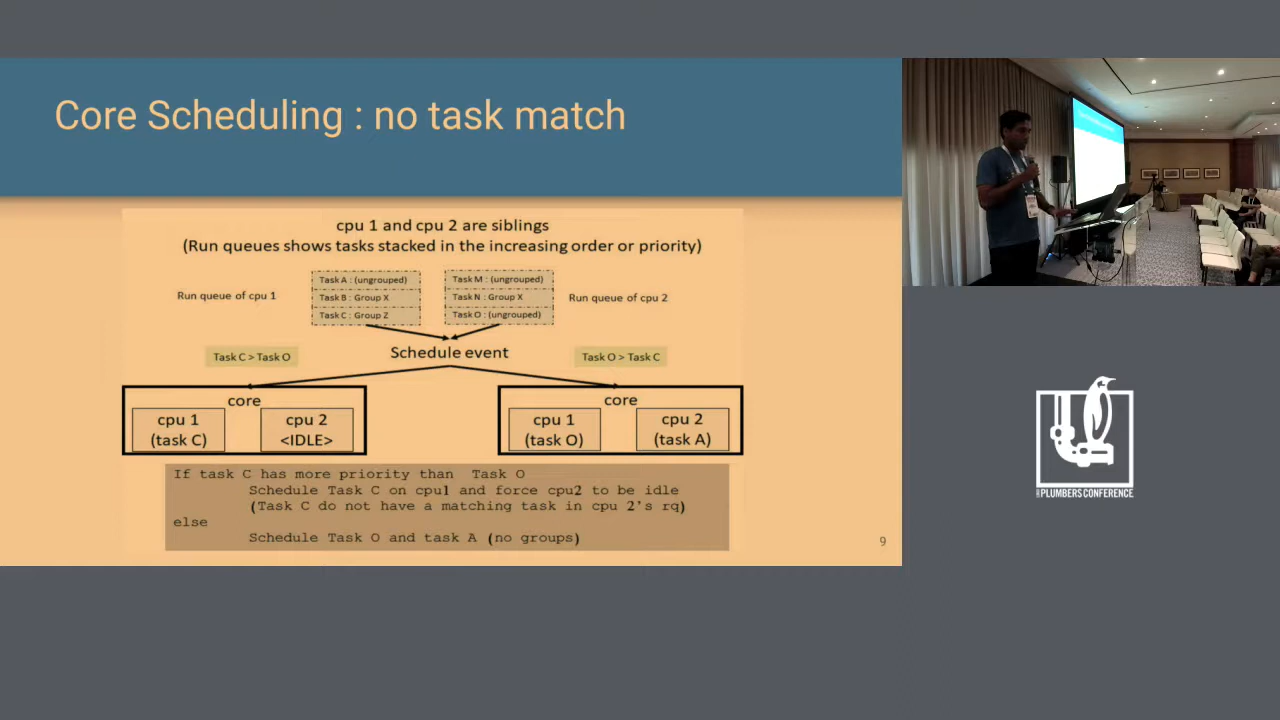 Core Scheduling : no task match
cpu 1 and cpu 2 are siblings
(Run queues shows tasks stacked in the increasing order or priority)
Run queue of cpu 1
Task A : (ungrouped)
Task B : Group X
Task C : Group Z
Task M : (ungrouped)
Task N : Group X
Task O : (ungrouped)
Run queue of cpu 2
Task C > Task O
Schedule event
Task O > Task C
core
cpu 1
(task C)
cpu 2
<IDLE>
core
cpu 1
(task O)
cpu 2
(task A)
If task C has more priority than Task O
Schedule Task C on cpu1 and force cpu2 to be idle
(Task C do not have a matching task in cpu 2's rq)
else
Schedule Task O and task A (no groups)
9
PLUMBERS CONFERENCE